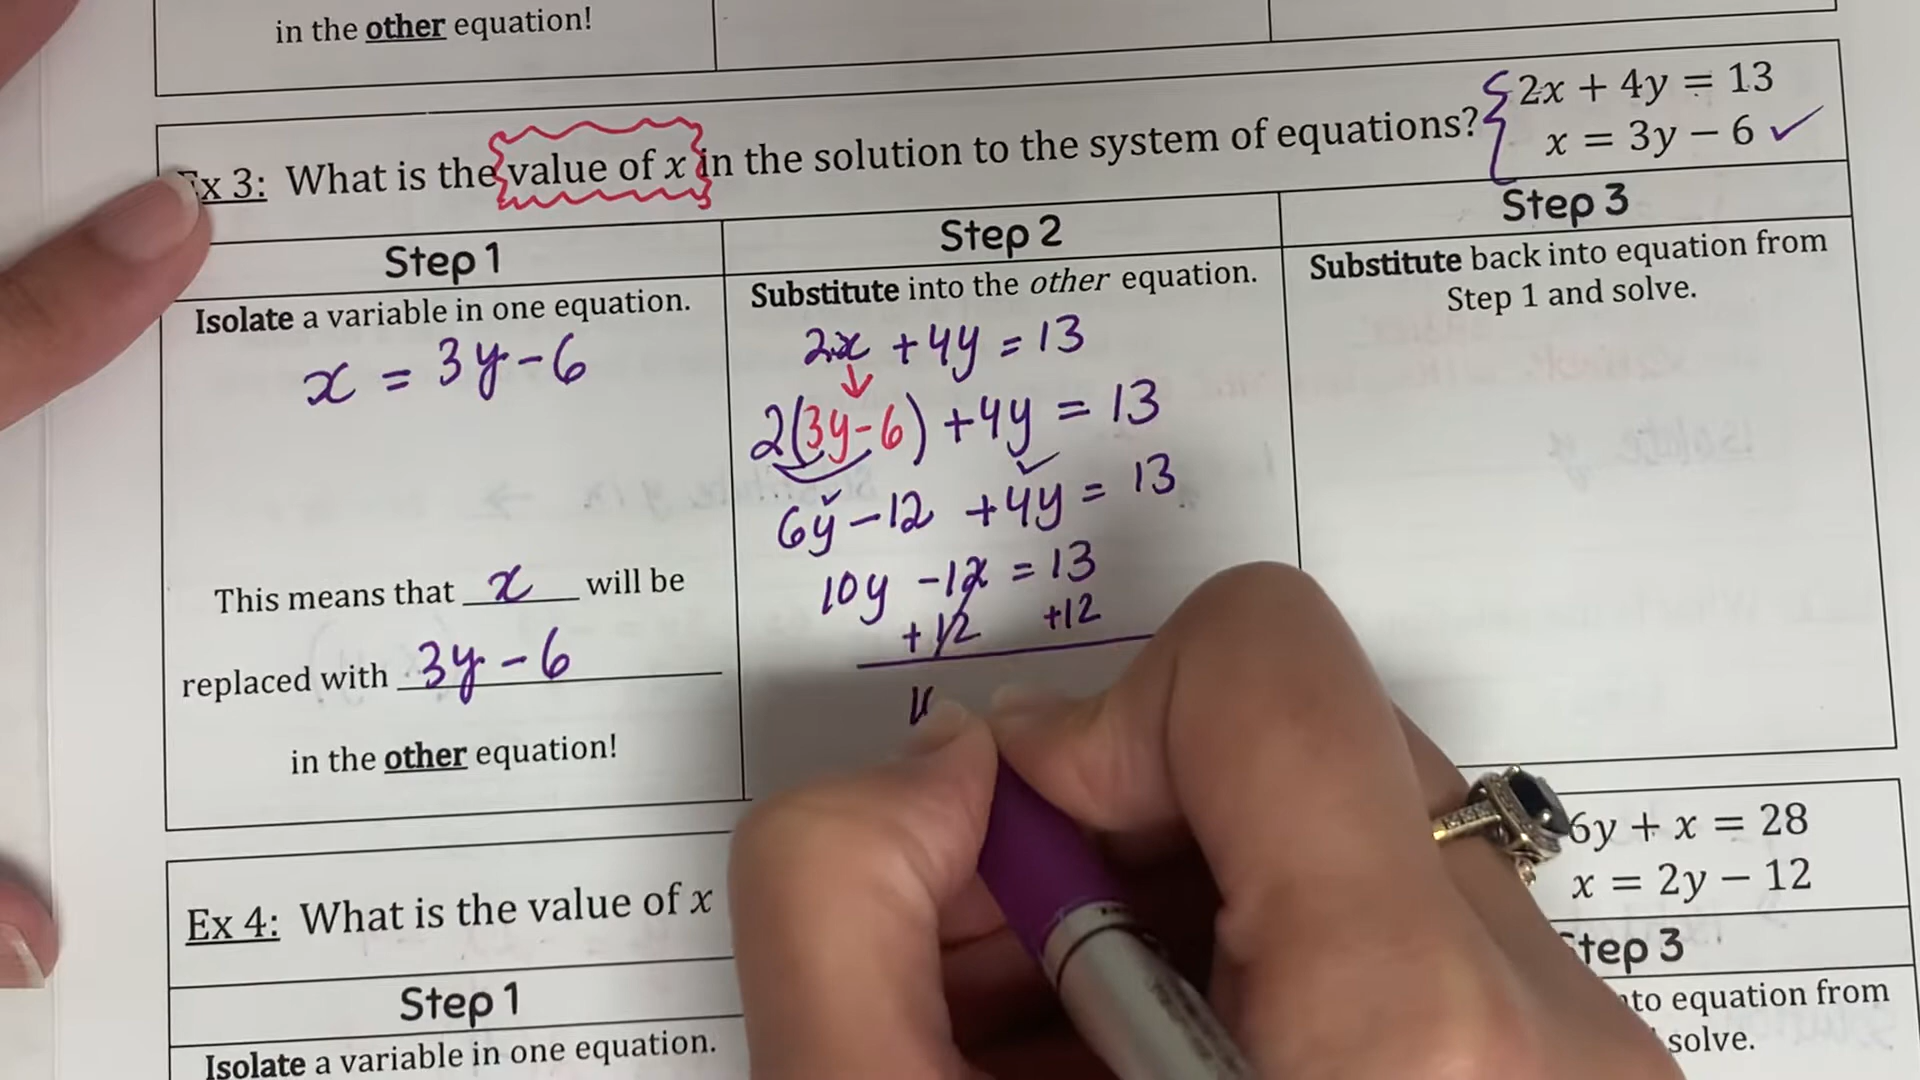 in the other equation!
Ex 3: What is the value of x in the solution to the system of equations?
2x + 4y = 13
x = 3y − 6 ✓
Step 1
Isolate a variable in one equation.
x = 3y - 6
This means that x will be
replaced with 3y - 6
in the other equation!
Step 2
Substitute into the other equation.
2x + 4y = 13
2(3y-6) + 4y = 13
6y - 12 + 4y = 13
10y - 12 = 13
+12 +12
Step 3
Substitute back into equation from
Step 1 and solve.
Ex 4: What is the value of x
6y + x = 28
x = 2y − 12
Step 1
Isolate a variable in one equation.
Step 3
equation from
solve.